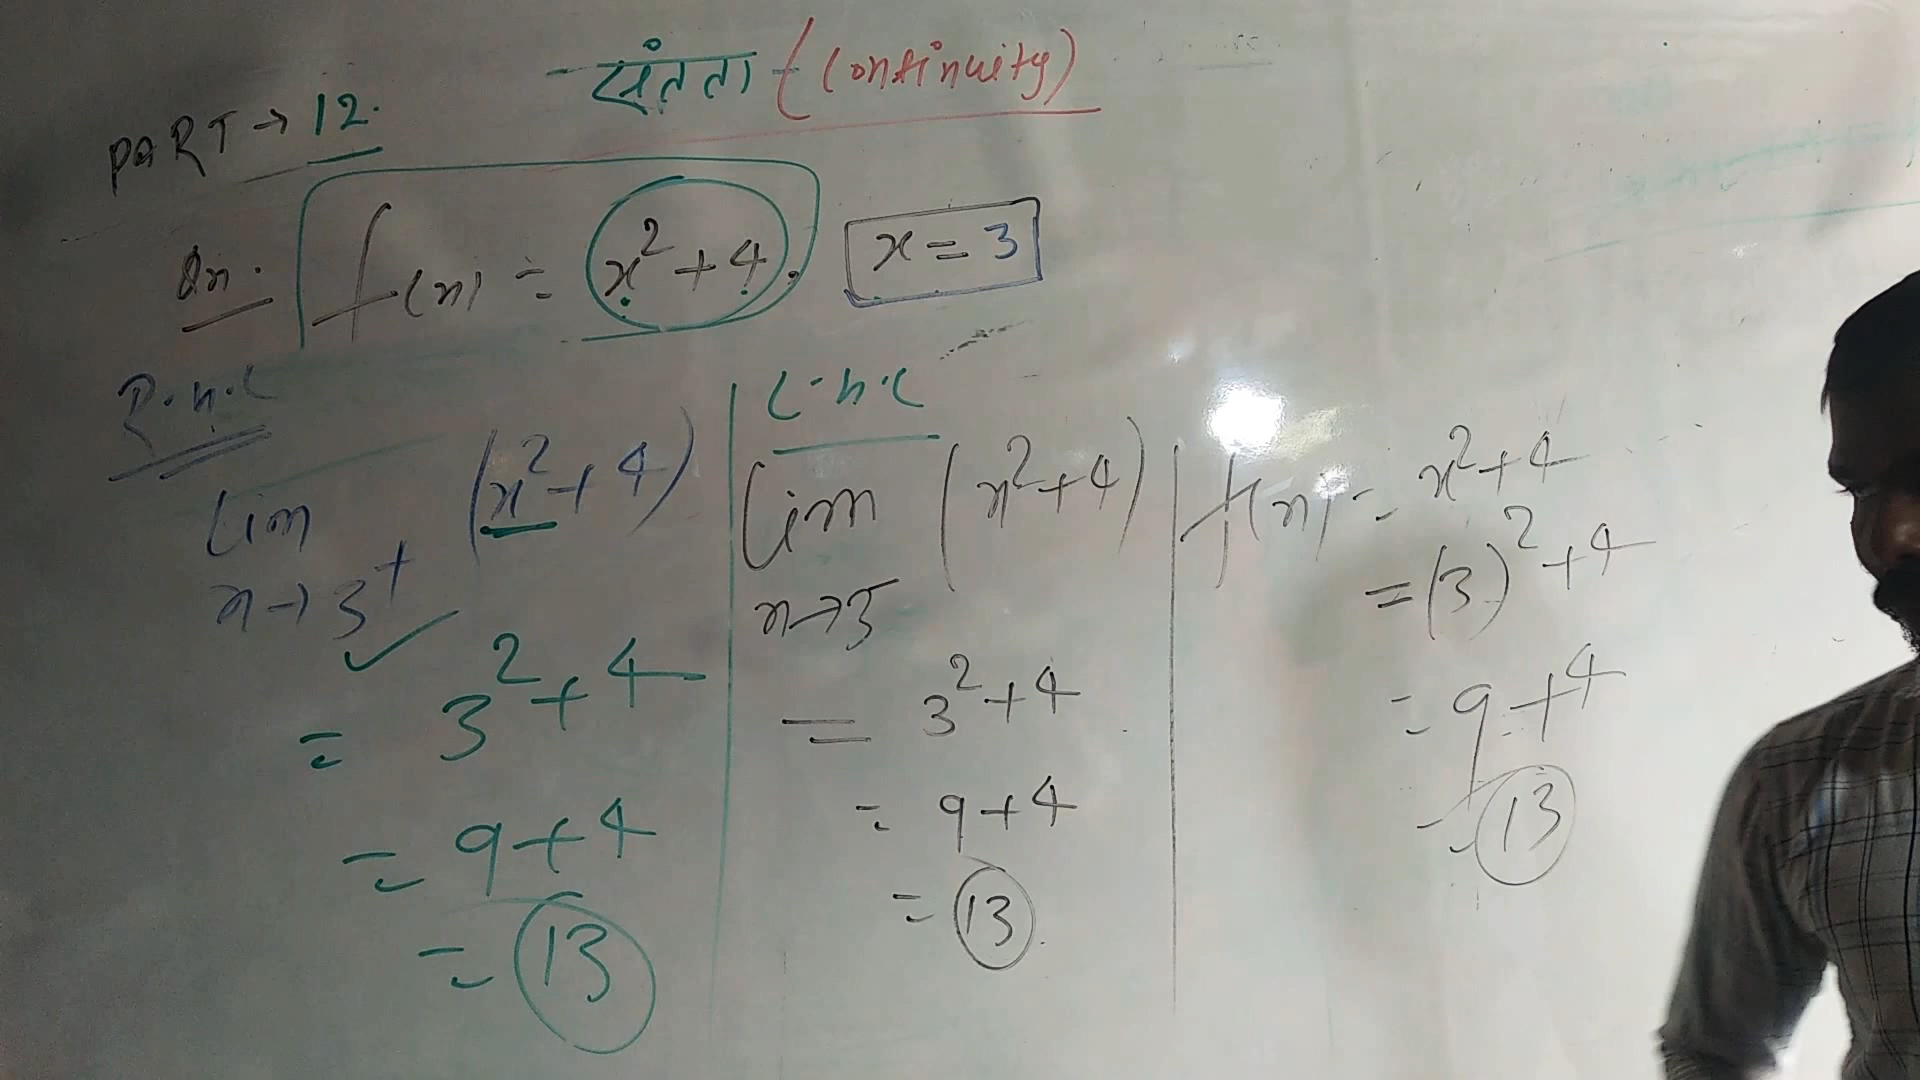 संतता (Continuity)
PART → 12.
Qn. f(x) = x²+4, x = 3
R.H.L
lim (x²+4)
x→3⁺
= 3²+4
= 9+4
= 13
L.H.L
lim (x²+4)
x→3⁻
= 3²+4
= 9+4
= 13
f(x) = x²+4
= (3)²+4
= 9+4
= 13